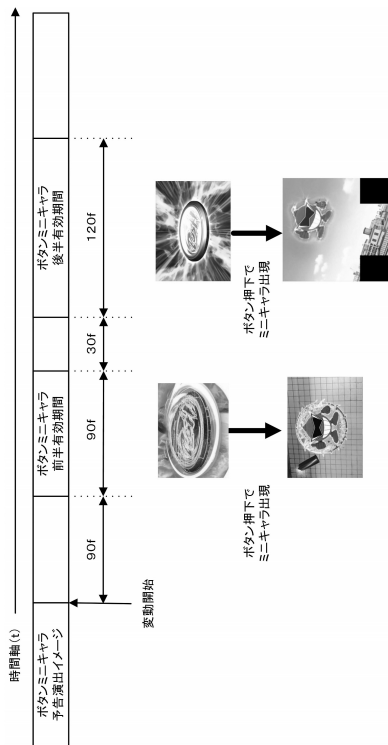 時間軸(t)
ボタンミニキャラ
予告演出イメージ
ボタンミニキャラ
前半有効期間
ボタンミニキャラ
後半有効期間
90f
90f
30f
120f
変動開始
ボタン押下で
ミニキャラ出現
ボタン押下で
ミニキャラ出現